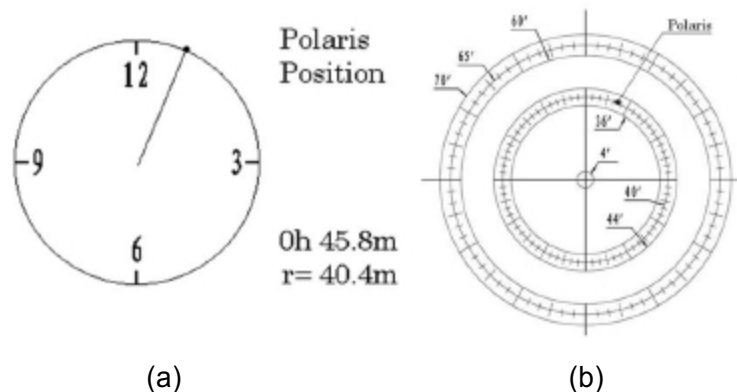 12
9
3
6
Polaris
Position
0h 45.8m
r= 40.4m
(a)
60'
Polaris
65'
70'
36'
4'
40'
44'
(b)